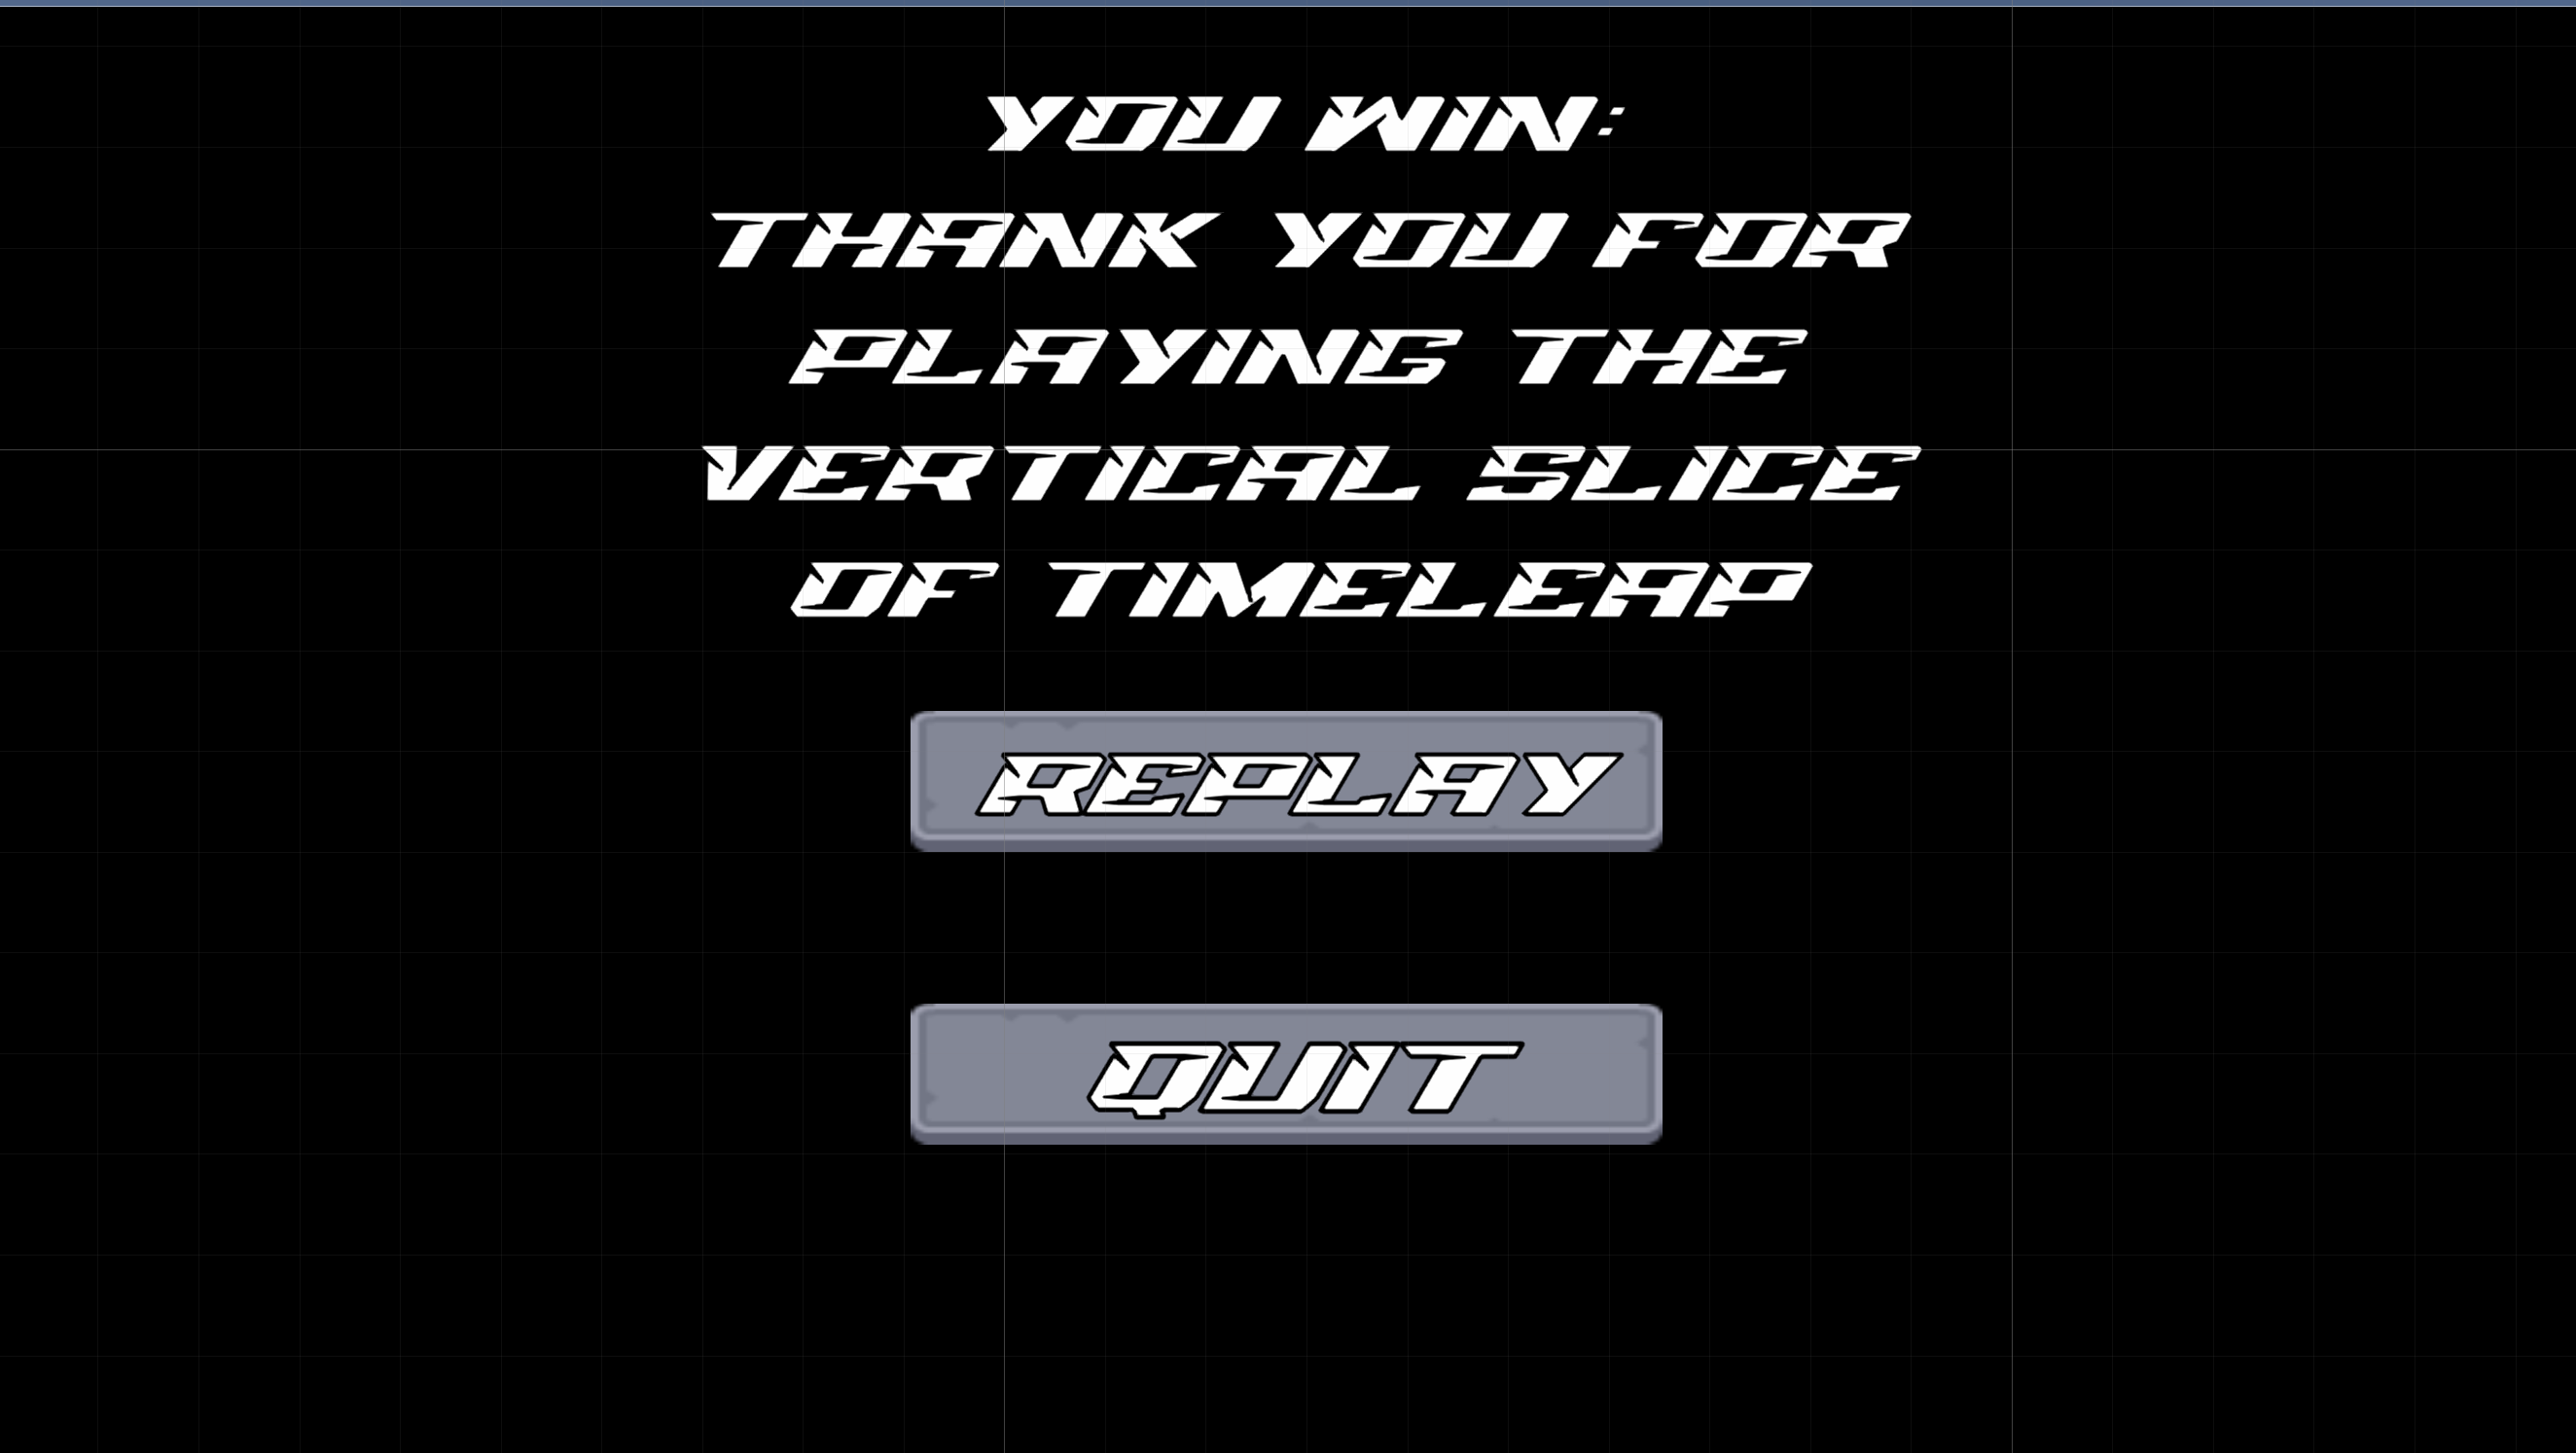 YOU WIN:
THANK YOU FOR
PLAYING THE
VERTICAL SLICE
OF TIMELEAP
REPLAY
QUIT